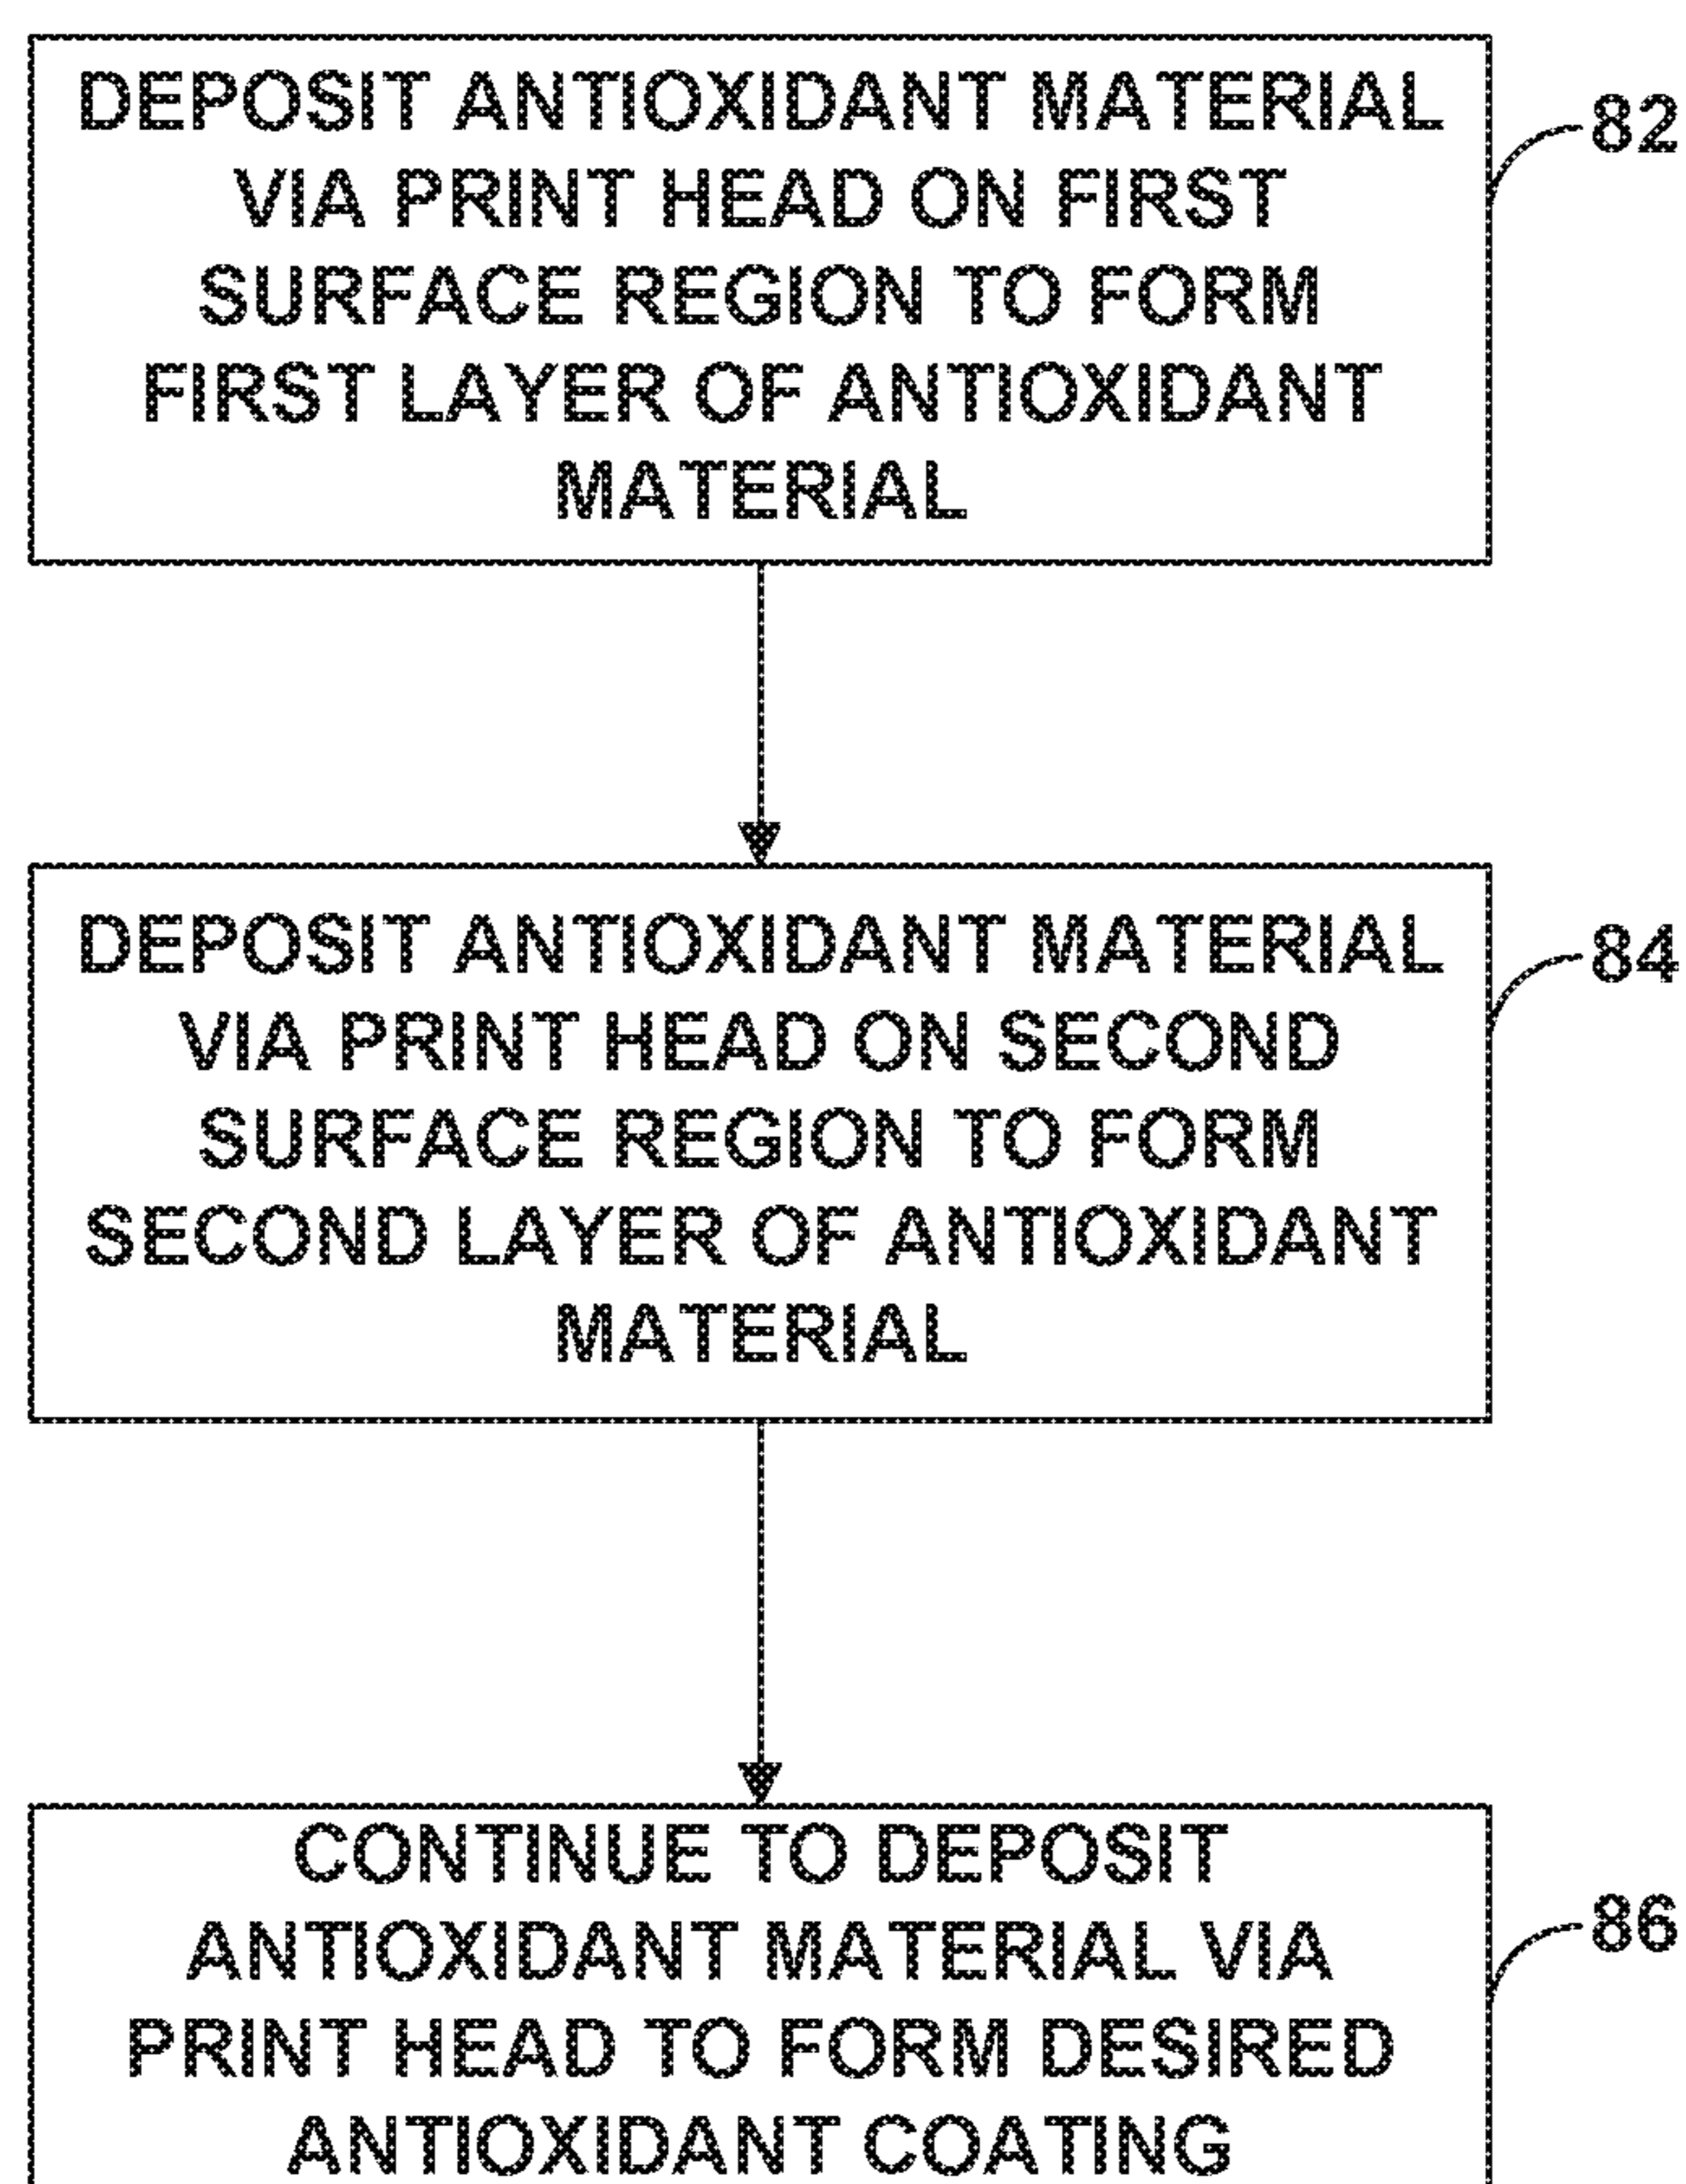 DEPOSIT ANTIOXIDANT MATERIAL
VIA PRINT HEAD ON FIRST
SURFACE REGION TO FORM
FIRST LAYER OF ANTIOXIDANT
MATERIAL
82
DEPOSIT ANTIOXIDANT MATERIAL
VIA PRINT HEAD ON SECOND
SURFACE REGION TO FORM
SECOND LAYER OF ANTIOXIDANT
MATERIAL
84
CONTINUE TO DEPOSIT
ANTIOXIDANT MATERIAL VIA
PRINT HEAD TO FORM DESIRED
ANTIOXIDANT COATING
86